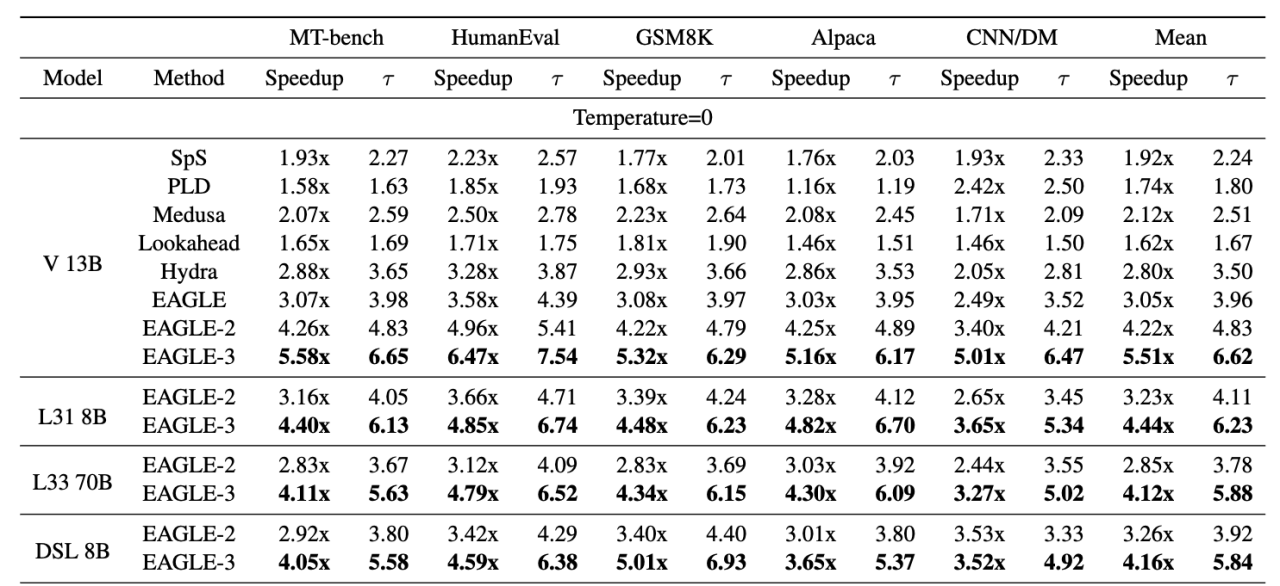 MT-bench HumanEval GSM8K Alpaca CNN/DM Mean
Model Method Speedup τ Speedup τ Speedup τ Speedup τ Speedup τ Speedup τ
Temperature=0
SpS 1.93x 2.27 2.23x 2.57 1.77x 2.01 1.76x 2.03 1.93x 2.33 1.92x 2.24
PLD 1.58x 1.63 1.85x 1.93 1.68x 1.73 1.16x 1.19 2.42x 2.50 1.74x 1.80
Medusa 2.07x 2.59 2.50x 2.78 2.23x 2.64 2.08x 2.45 1.71x 2.09 2.12x 2.51
Lookahead 1.65x 1.69 1.71x 1.75 1.81x 1.90 1.46x 1.51 1.46x 1.50 1.62x 1.67
V 13B
Hydra 2.88x 3.65 3.28x 3.87 2.93x 3.66 2.86x 3.53 2.05x 2.81 2.80x 3.50
EAGLE 3.07x 3.98 3.58x 4.39 3.08x 3.97 3.03x 3.95 2.49x 3.52 3.05x 3.96
EAGLE-2 4.26x 4.83 4.96x 5.41 4.22x 4.79 4.25x 4.89 3.40x 4.21 4.22x 4.83
EAGLE-3 5.58x 6.65 6.47x 7.54 5.32x 6.29 5.16x 6.17 5.01x 6.47 5.51x 6.62
L31 8B
EAGLE-2 3.16x 4.05 3.66x 4.71 3.39x 4.24 3.28x 4.12 2.65x 3.45 3.23x 4.11
EAGLE-3 4.40x 6.13 4.85x 6.74 4.48x 6.23 4.82x 6.70 3.65x 5.34 4.44x 6.23
L33 70B
EAGLE-2 2.83x 3.67 3.12x 4.09 2.83x 3.69 3.03x 3.92 2.44x 3.55 2.85x 3.78
EAGLE-3 4.11x 5.63 4.79x 6.52 4.34x 6.15 4.30x 6.09 3.27x 5.02 4.12x 5.88
DSL 8B
EAGLE-2 2.92x 3.80 3.42x 4.29 3.40x 4.40 3.01x 3.80 3.53x 3.33 3.26x 3.92
EAGLE-3 4.05x 5.58 4.59x 6.38 5.01x 6.93 3.65x 5.37 3.52x 4.92 4.16x 5.84